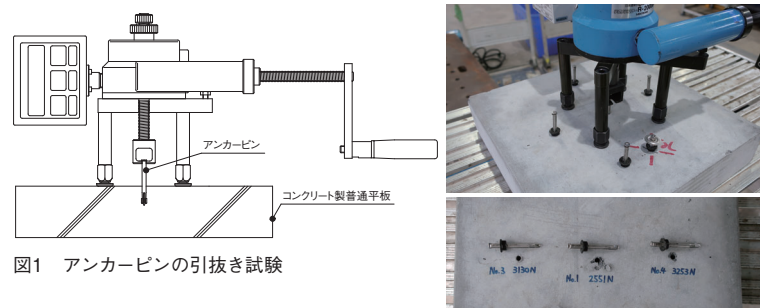 アンカーピン
コンクリート製普通平板
図1　アンカーピンの引抜き試験
No.3 3130N
No.1 2551N
No.4 3253N